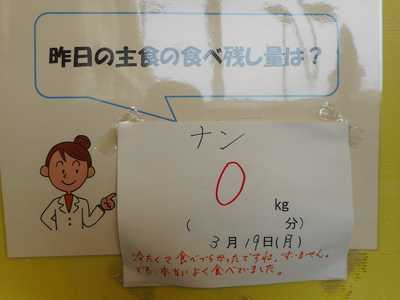 昨日の主食の食べ残し量は?
ナン
0
kg
( 分)
3月19日(月)
冷たくて食べづらかったですね。すいません。
でも、本当によく食べていました。